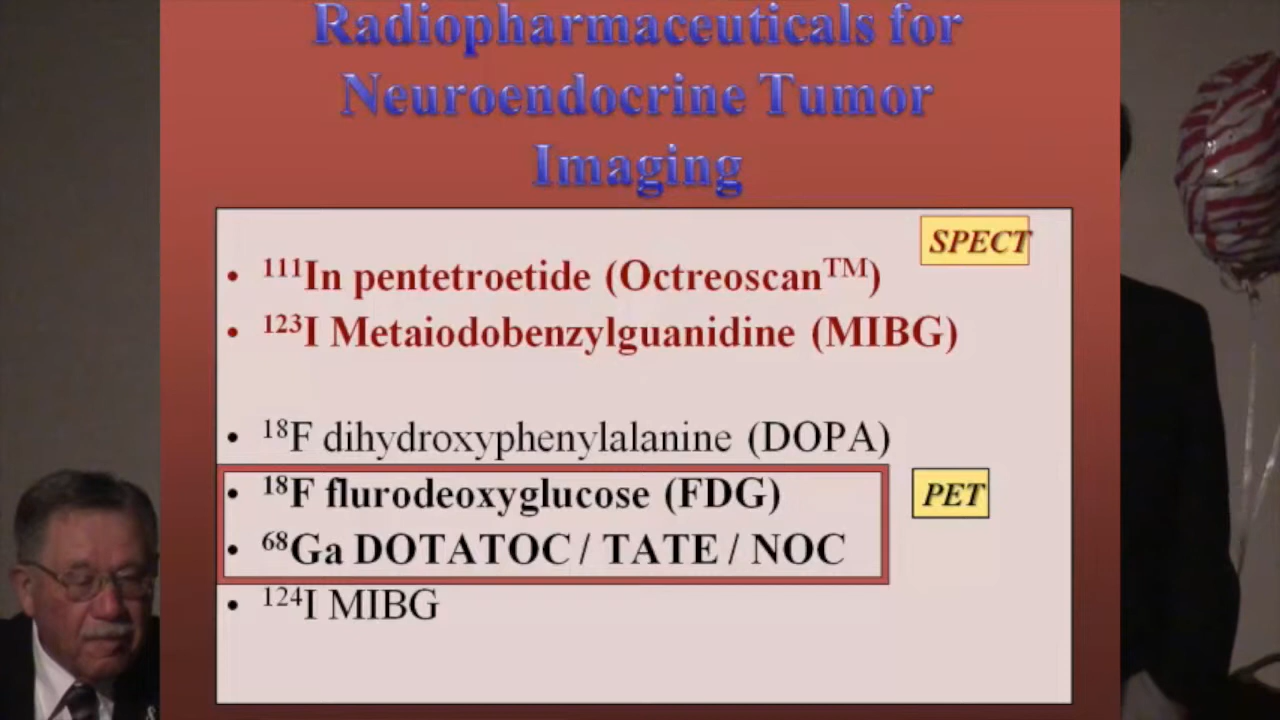 Radiopharmaceuticals for
Neuroendocrine Tumor
Imaging
SPECT
• ¹¹¹In pentetroetide (Octreoscan™)
• ¹²³I Metaiodobenzylguanidine (MIBG)
• ¹⁸F dihydroxyphenylalanine (DOPA)
• ¹⁸F flurodeoxyglucose (FDG)
PET
• ⁶⁸Ga DOTATOC / TATE / NOC
• ¹²⁴I MIBG